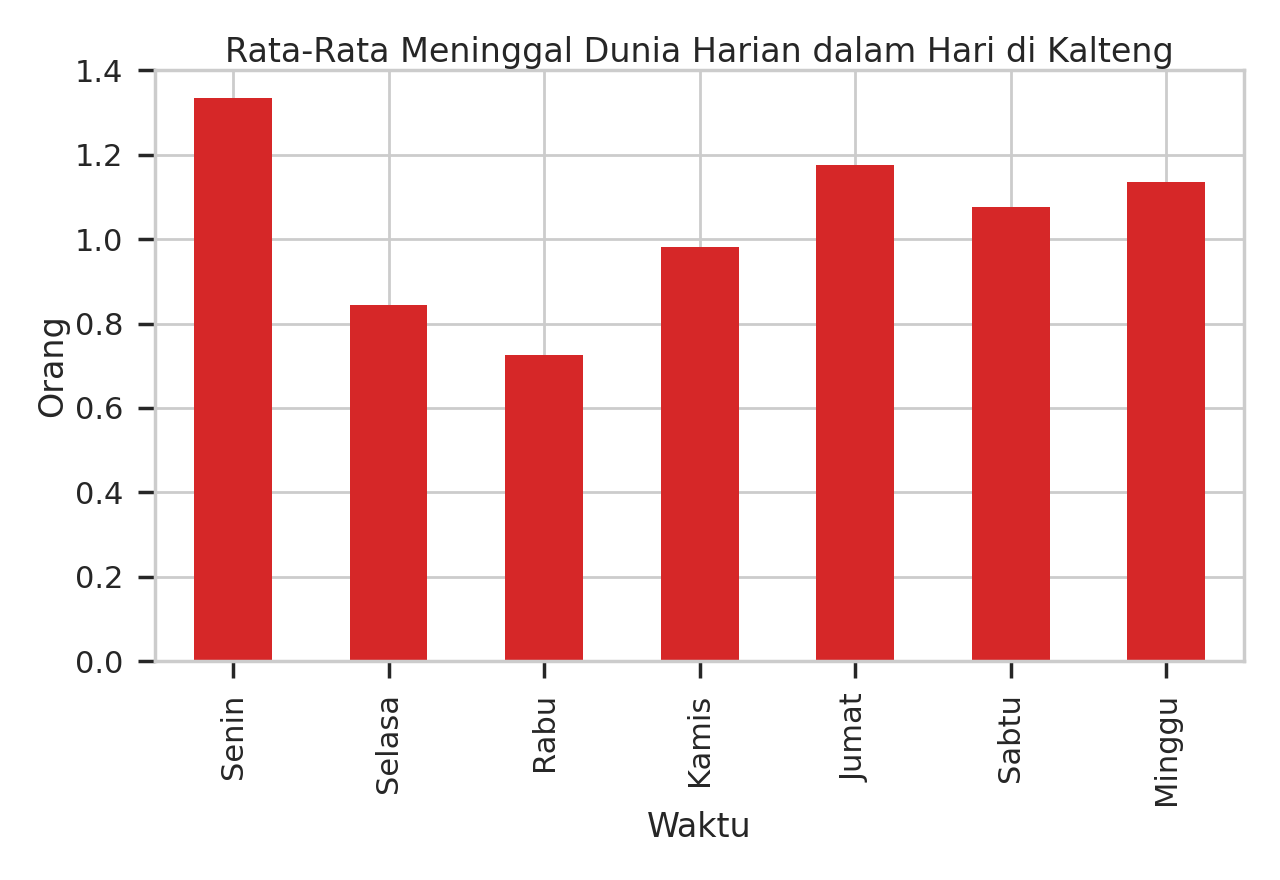 Rata-Rata Meninggal Dunia Harian dalam Hari di Kalteng
1.4
1.2
1.0
0.8
0.6
0.4
0.2
0.0
Orang
Senin
Selasa
Rabu
Kamis
Jumat
Sabtu
Minggu
Waktu